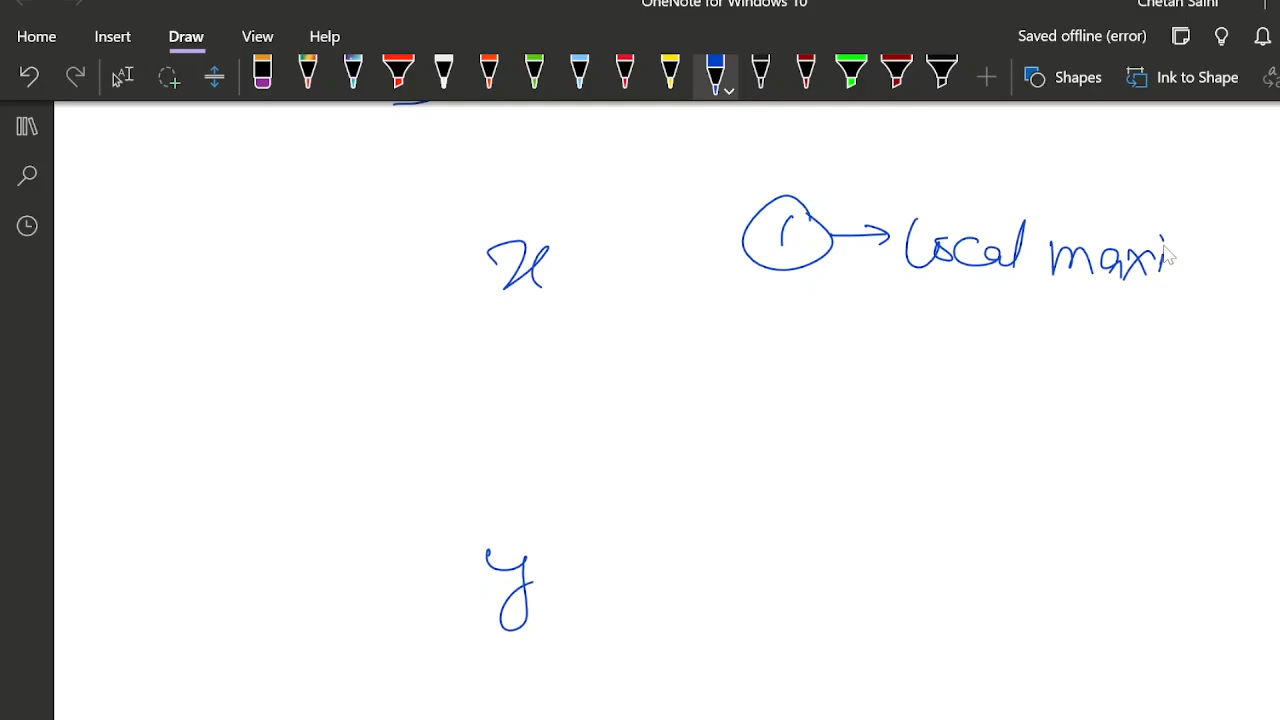 OneNote for Windows 10
Chetan Saini
Home Insert Draw View Help
Saved offline (error)
Shapes Ink to Shape
x
1 → local maxi
y